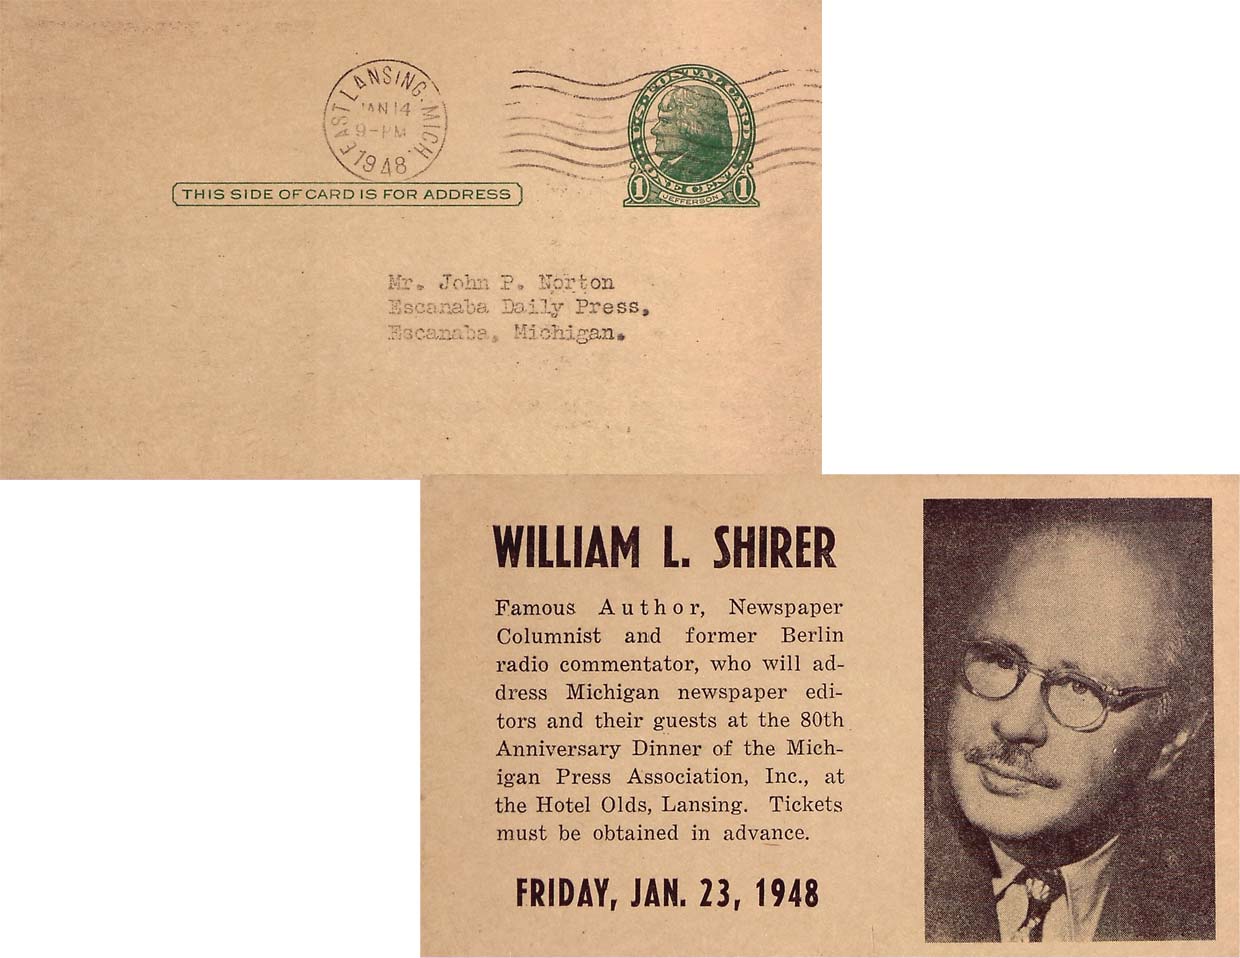 EAST LANSING, MICH.
JAN 14
9-PM
1948
U.S. POSTAL CARD
ONE CENT
1 1
JEFFERSON
THIS SIDE OF CARD IS FOR ADDRESS
Mr. John P. Norton
Escanaba Daily Press,
Escanaba, Michigan.
WILLIAM L. SHIRER
Famous Author, Newspaper
Columnist and former Berlin
radio commentator, who will ad-
dress Michigan newspaper edi-
tors and their guests at the 80th
Anniversary Dinner of the Mich-
igan Press Association, Inc., at
the Hotel Olds, Lansing. Tickets
must be obtained in advance.
FRIDAY, JAN. 23, 1948